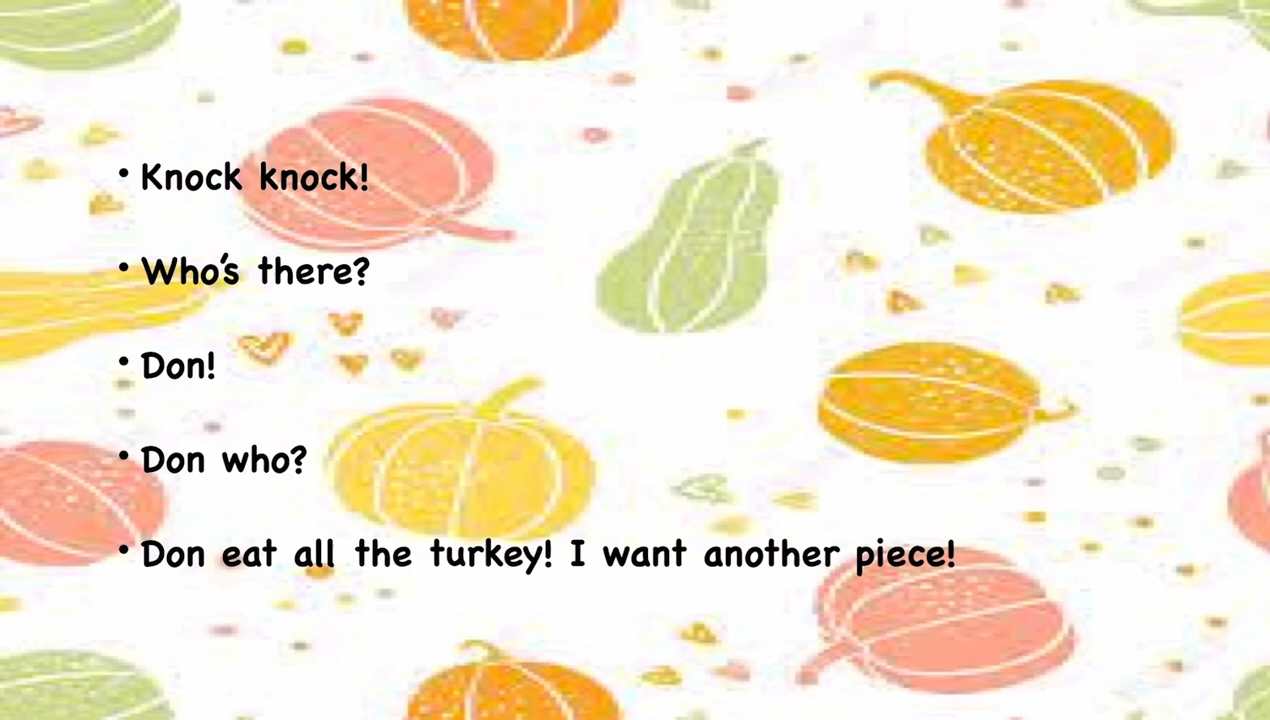 • Knock knock!
• Who's there?
• Don!
• Don who?
• Don eat all the turkey! I want another piece!